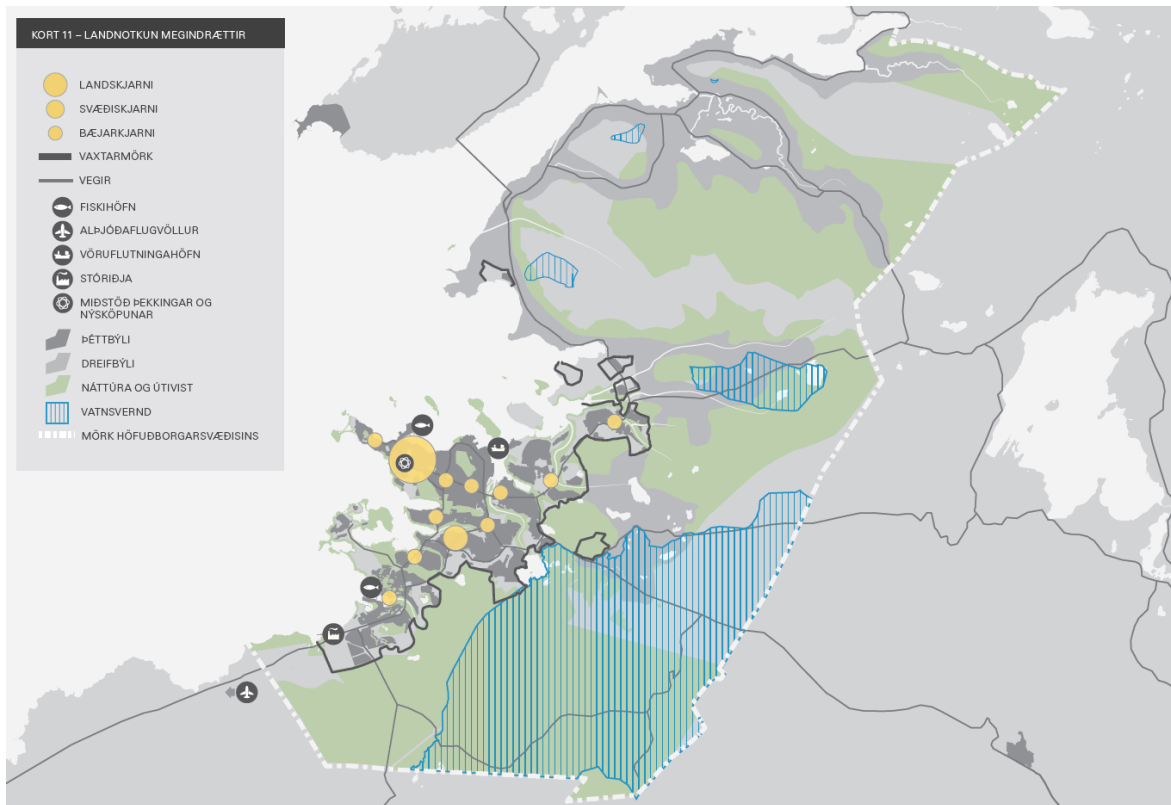 KORT 11 – LANDNOTKUN MEGINDRÆTTIR
LANDSKJARNI
SVÆÐISKJARNI
BÆJARKJARNI
VAXTARMÖRK
VEGIR
FISKIHÖFN
ALÞJÓÐAFLUGVÖLLUR
VÖRUFLUTNINGAHÖFN
STÓRIÐJA
MIÐSTÖÐ ÞEKKINGAR OG
NÝSKÖPUNAR
ÞÉTTBÝLI
DREIFBÝLI
NÁTTÚRA OG ÚTIVIST
VATNSVERND
MÖRK HÖFUÐBORGARSVÆÐISINS